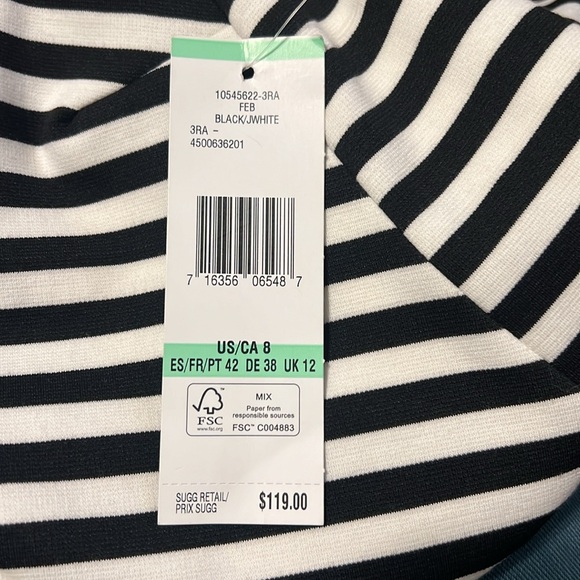 10545622-3RA
FEB
BLACK/JWHITE
3RA -
4500636201
7 16356 06548 7
US/CA 8
ES/FR/PT 42 DE 38 UK 12
FSC
www.fsc.org
MIX
Paper from
responsible sources
FSC™ C004883
SUGG RETAIL/
PRIX SUGG
$119.00